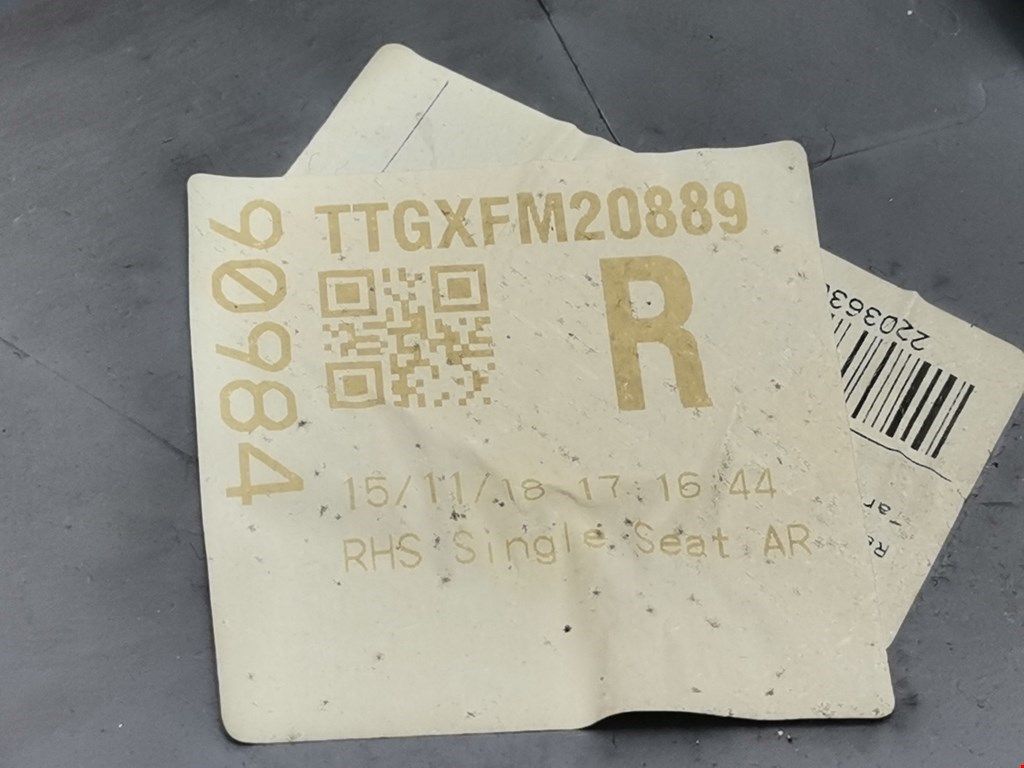 90984
TTGXFM20889
R
15/11/18 17 16 44
RHS Single Seat AR
220363